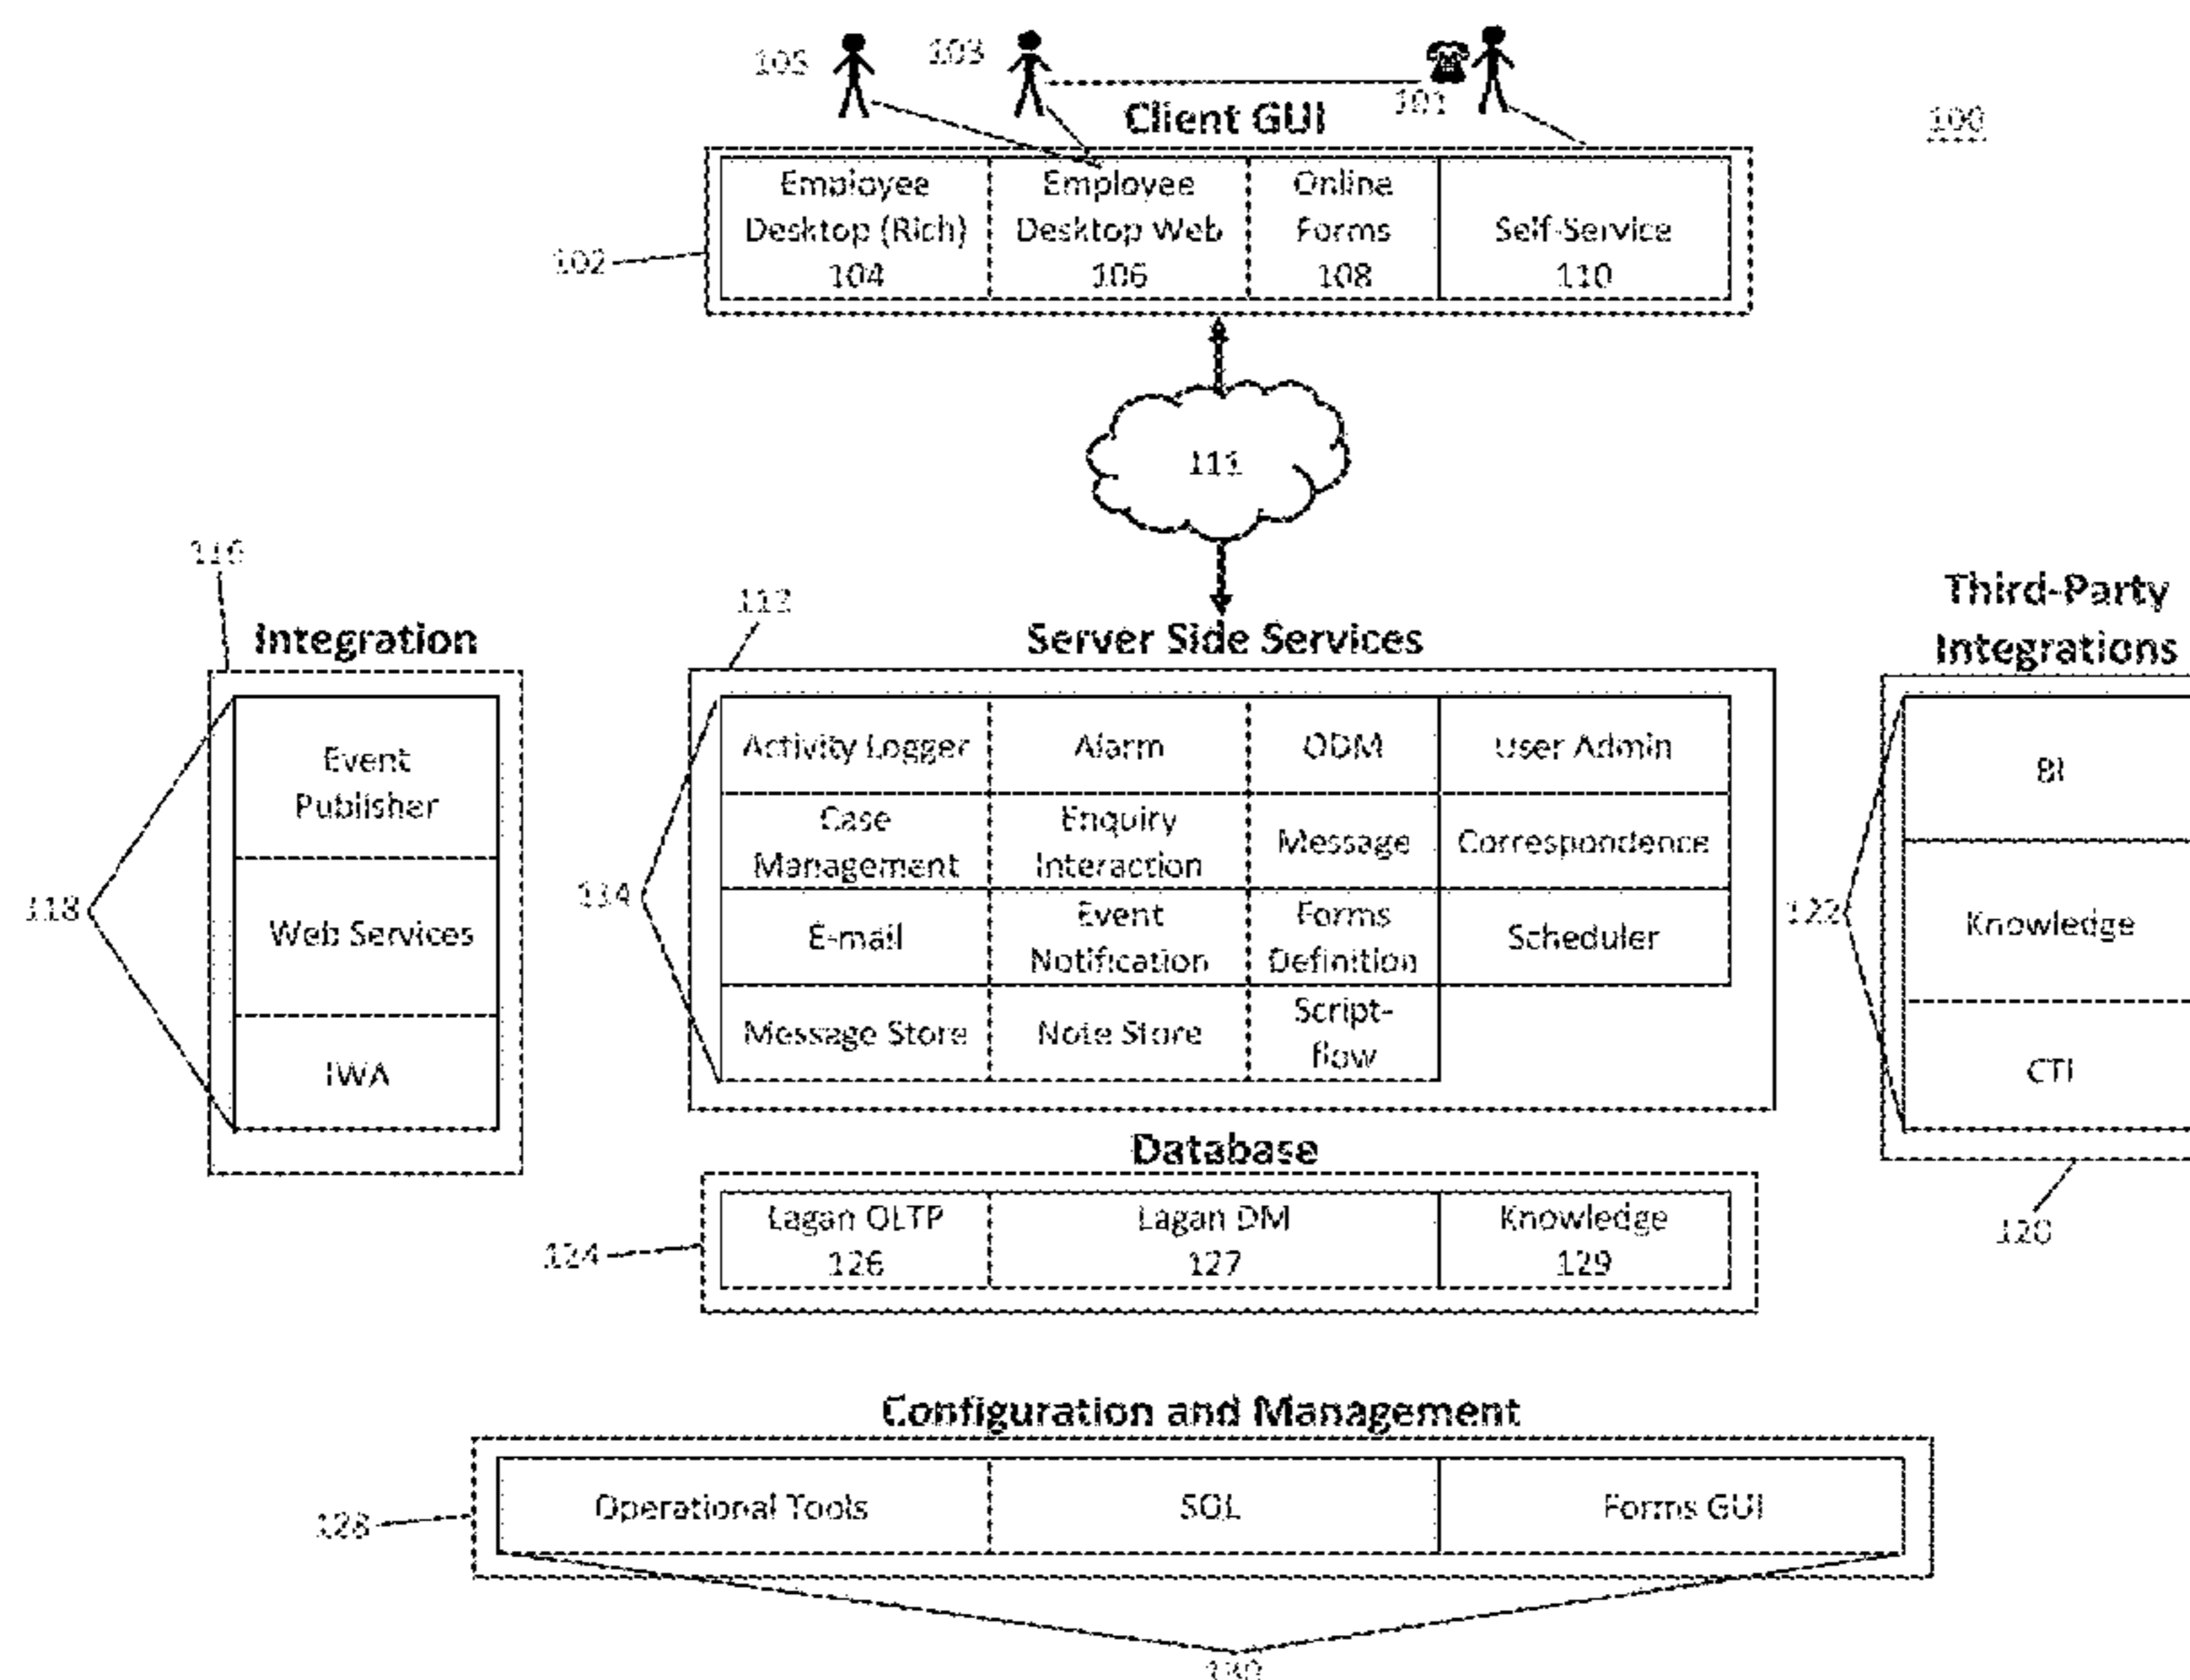 105
103
101
100
Client GUI
Employee
Desktop (Rich)
104
Employee
Desktop Web
106
Online
Forms
108
Self-Service
110
102
111
116
Integration
Event
Publisher
Web Services
IWA
118
112
Server Side Services
Activity Logger
Alarm
ODM
User Admin
Case
Management
Enquiry
Interaction
Message
Correspondence
E-mail
Event
Notification
Forms
Definition
Scheduler
Message Store
Note Store
Script-
flow
114
Third-Party
Integrations
BI
Knowledge
CTI
122
120
Database
Lagan OLTP
126
Lagan DM
127
Knowledge
129
124
Configuration and Management
Operational Tools
SQL
Forms GUI
128
130